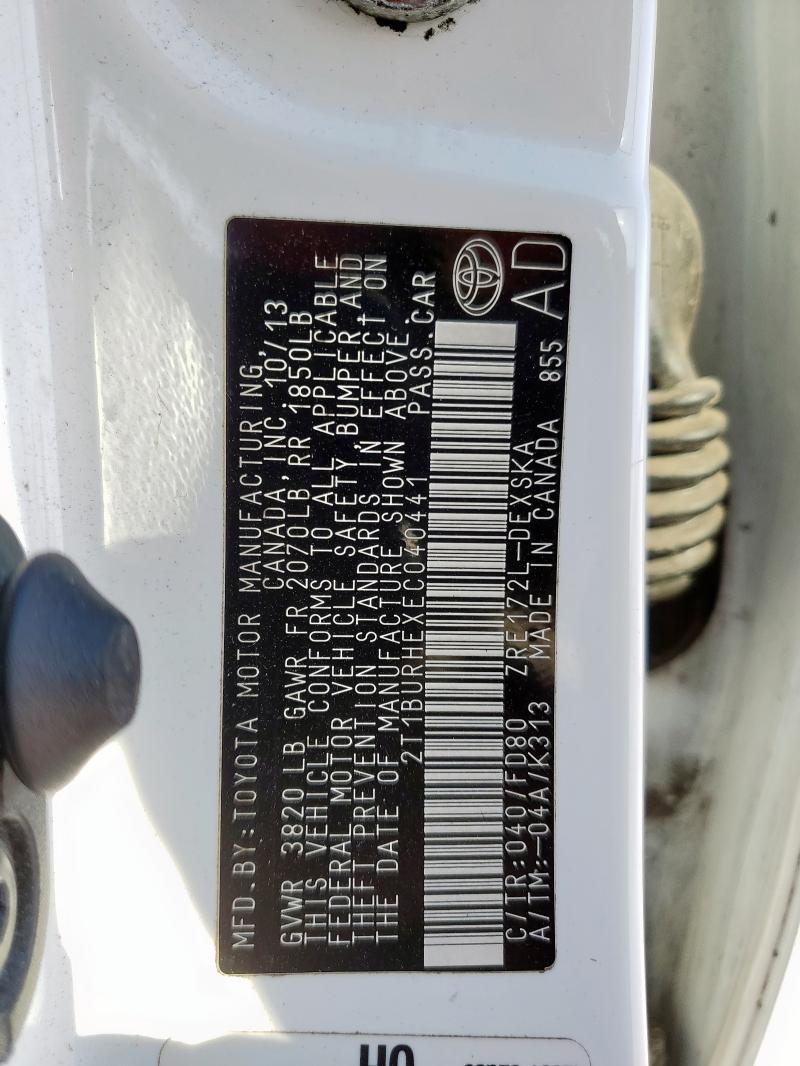 MFD.BY:TOYOTA MOTOR MANUFACTURING,
CANADA, INC. 10/13
GVWR 3820 LB GAWR FR 2070LB, RR 1850LB
THIS VEHICLE CONFORMS TO ALL APPLICABLE
FEDERAL MOTOR VEHICLE SAFETY, BUMPER, AND
THEFT PREVENTION STANDARDS IN EFFECT ON
THE DATE OF MANUFACTURE SHOWN ABOVE.
2T1BURHEXEC040441 PASS.CAR
C/TR:040/FD80 ZRE172L-DEXSKA
A/TM:-04A/K313 MADE IN CANADA 855 AD